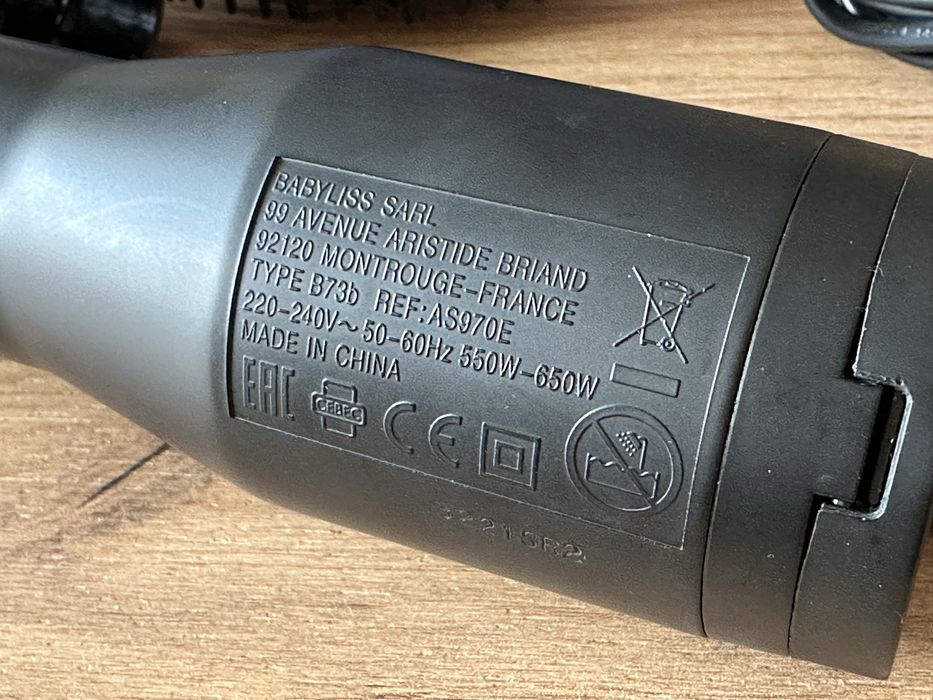 BABYLISS SARL
99 AVENUE ARISTIDE BRIAND
92120 MONTROUGE-FRANCE
TYPE B73b REF:AS970E
220-240V~50-60Hz 550W-650W
MADE IN CHINA
EAC CEBEC CE